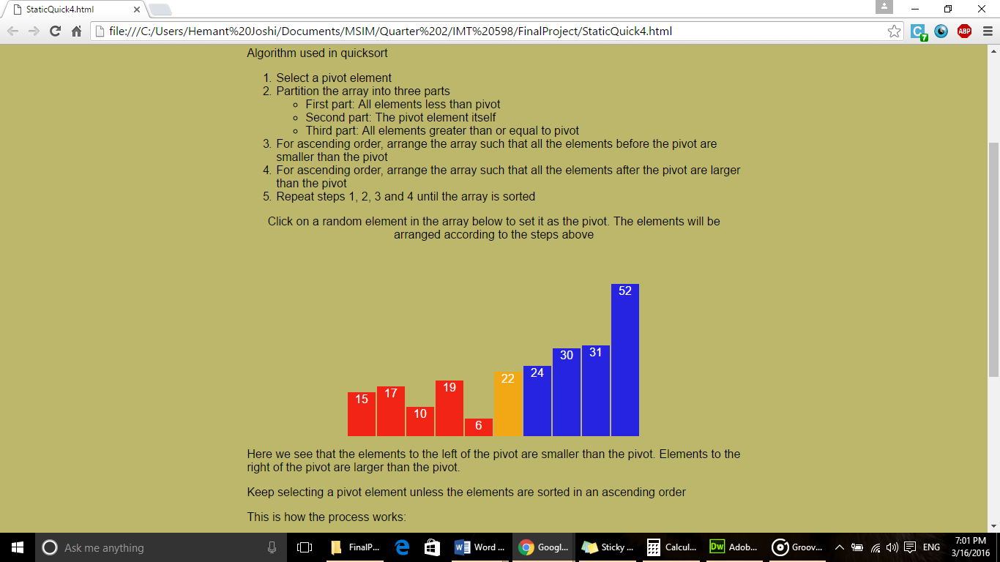 StaticQuick4.html
file:///C:/Users/Hemant%20Joshi/Documents/MSIM/Quarter%202/IMT%20598/FinalProject/StaticQuick4.html
C 7 ABP
Algorithm used in quicksort
1. Select a pivot element
2. Partition the array into three parts
First part: All elements less than pivot
Second part: The pivot element itself
Third part: All elements greater than or equal to pivot
3. For ascending order, arrange the array such that all the elements before the pivot are
smaller than the pivot
4. For ascending order, arrange the array such that all the elements after the pivot are larger
than the pivot
5. Repeat steps 1, 2, 3 and 4 until the array is sorted
Click on a random element in the array below to set it as the pivot. The elements will be
arranged according to the steps above
15 17 10 19 6 22 24 30 31 52
Here we see that the elements to the left of the pivot are smaller than the pivot. Elements to the
right of the pivot are larger than the pivot.
Keep selecting a pivot element unless the elements are sorted in an ascending order
This is how the process works:
Ask me anything
FinalP...
Word ...
Googl...
Sticky ...
Calcul...
Dw Adob...
Groov...
ENG
7:01 PM
3/16/2016